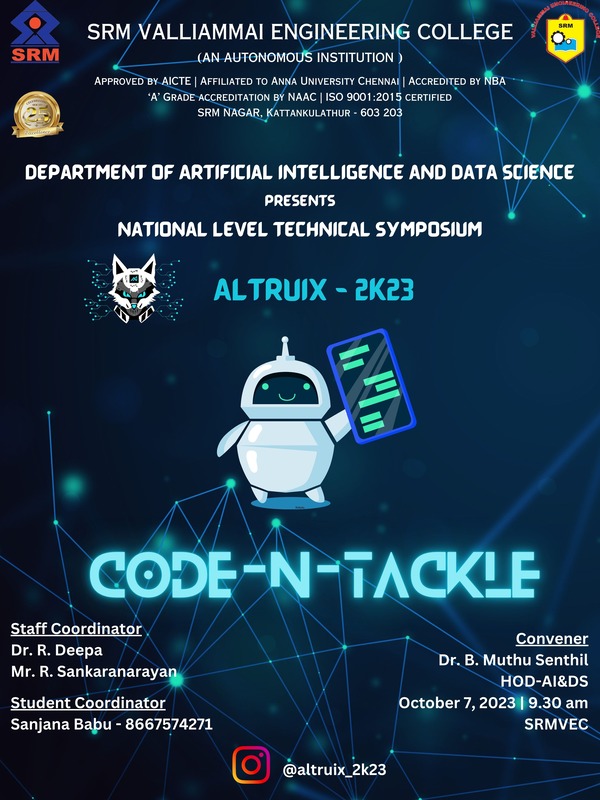 SRM VALLIAMMAI ENGINEERING COLLEGE
(AN AUTONOMOUS INSTITUTION )
APPROVED BY AICTE | AFFILIATED TO ANNA UNIVERSITY CHENNAI | ACCREDITED BY NBA
‘A’ GRADE ACCREDITATION BY NAAC | ISO 9001:2015 CERTIFIED
SRM NAGAR, KATTANKULATHUR - 603 203
SRM
SRM
25
DEPARTMENT OF ARTIFICIAL INTELLIGENCE AND DATA SCIENCE
PRESENTS
NATIONAL LEVEL TECHNICAL SYMPOSIUM
ALTRUIX - 2K23
CODE-N-TACKLE
Staff Coordinator
Dr. R. Deepa
Mr. R. Sankaranarayan
Student Coordinator
Sanjana Babu - 8667574271
Convener
Dr. B. Muthu Senthil
HOD-AI&DS
October 7, 2023 | 9.30 am
SRMVEC
@altruix_2k23